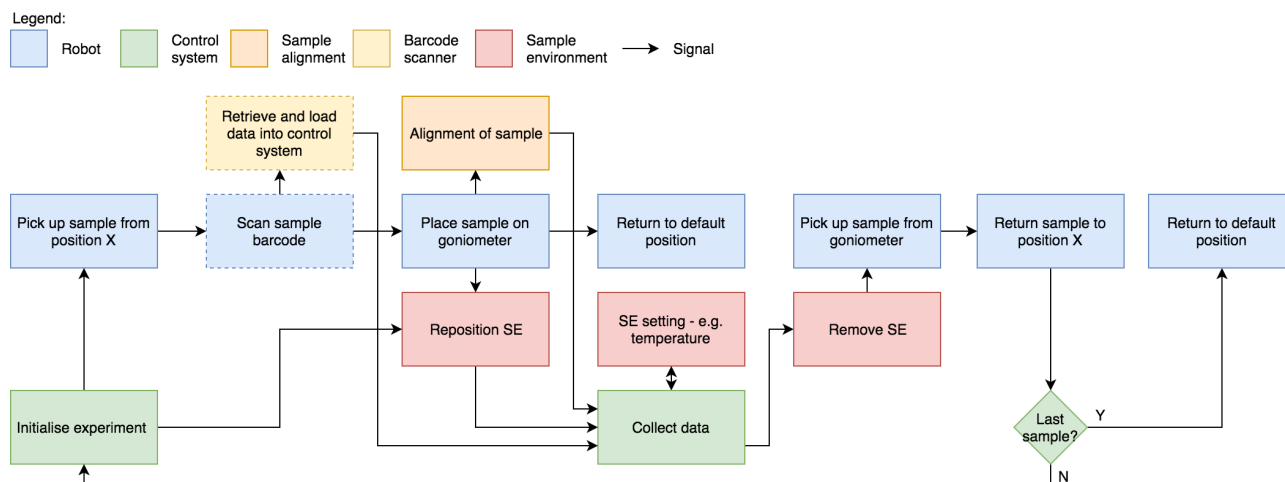 Legend:
Robot
Control
system
Sample
alignment
Barcode
scanner
Sample
environment
Signal
Retrieve and load
data into control
system
Alignment of sample
Pick up sample from
position X
Scan sample
barcode
Place sample on
goniometer
Return to default
position
Pick up sample from
goniometer
Return sample to
position X
Return to default
position
Reposition SE
SE setting - e.g.
temperature
Remove SE
Initialise experiment
Collect data
Last
sample?
Y
N